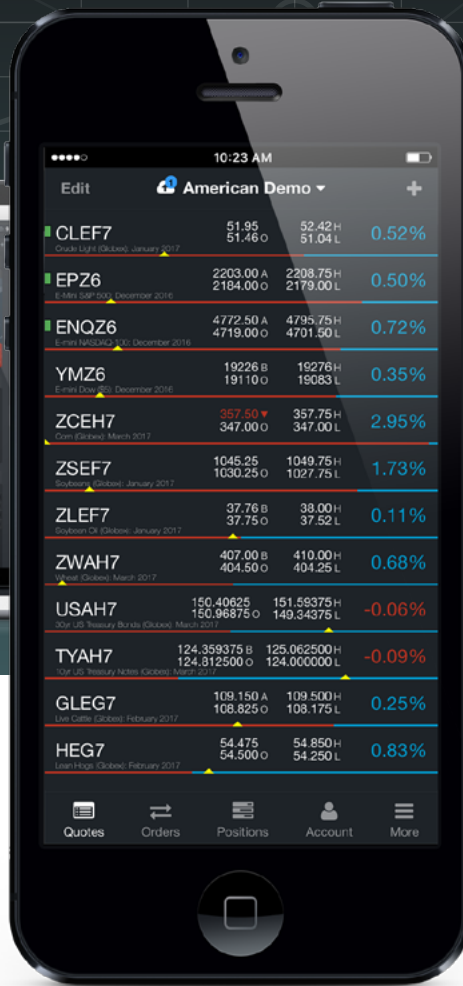 10:23 AM
Edit 1 American Demo +
CLEF7 51.95 52.42 H 0.52%
51.46 O 51.04 L
Crude Light (Globex): January 2017
EPZ6 2203.00 A 2208.75 H 0.50%
2184.00 O 2179.00 L
E-Mini S&P 500: December 2016
ENQZ6 4772.50 A 4795.75 H 0.72%
4719.00 O 4701.50 L
E-mini NASDAQ-100: December 2016
YMZ6 19226 B 19276 H 0.35%
19110 O 19083 L
E-mini Dow ($5): December 2016
ZCEH7 357.50 357.75 H 2.95%
347.00 O 347.00 L
Corn (Globex): March 2017
ZSEF7 1045.25 1049.75 H 1.73%
1030.25 O 1027.75 L
Soybeans (Globex): January 2017
ZLEF7 37.76 B 38.00 H 0.11%
37.75 O 37.52 L
Soybean Oil (Globex): January 2017
ZWAH7 407.00 B 410.00 H 0.68%
404.50 O 404.25 L
Wheat (Globex): March 2017
USAH7 150.40625 151.59375 H -0.06%
150.96875 O 149.34375 L
30yr US Treasury Bonds (Globex): March 2017
TYAH7 124.359375 B 125.062500 H -0.09%
124.812500 O 124.000000 L
10yr US Treasury Notes (Globex): March 2017
GLEG7 109.150 A 109.500 H 0.25%
108.825 O 108.175 L
Live Cattle (Globex): February 2017
HEG7 54.475 54.850 H 0.83%
54.500 O 54.250 L
Lean Hogs (Globex): February 2017
Quotes Orders Positions Account More